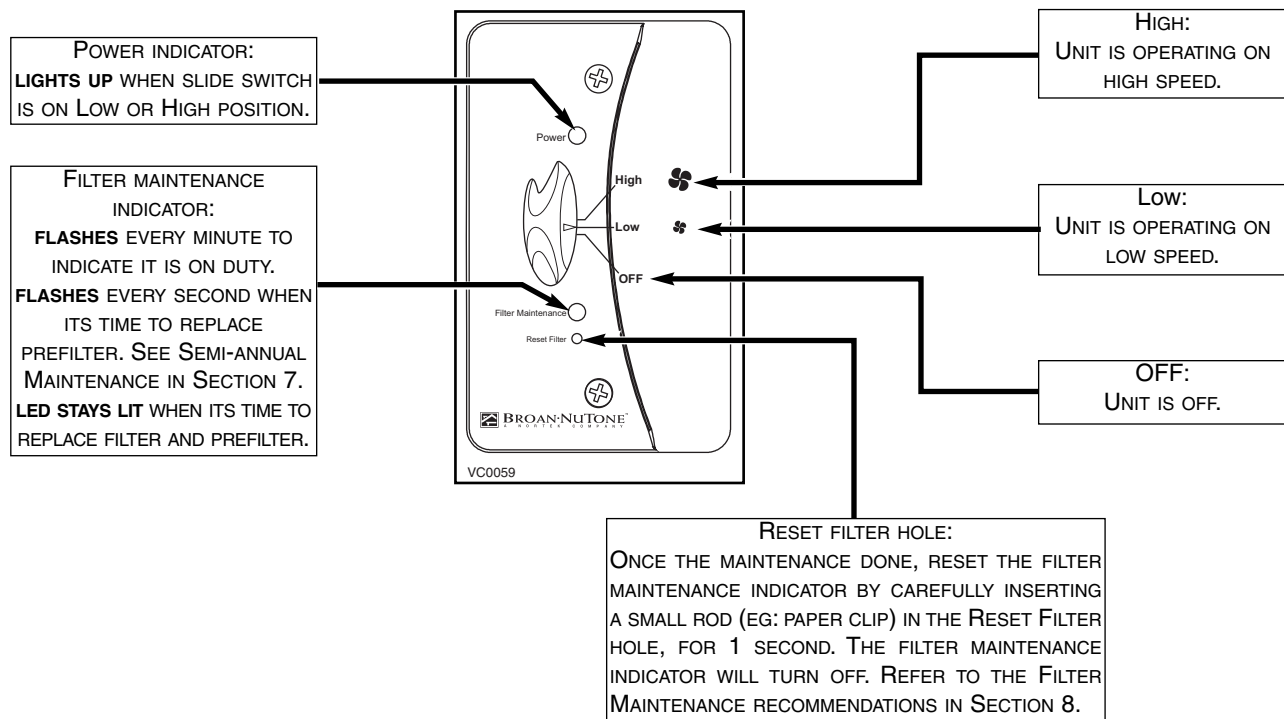 POWER INDICATOR:
LIGHTS UP WHEN SLIDE SWITCH
IS ON LOW OR HIGH POSITION.
FILTER MAINTENANCE
INDICATOR:
FLASHES EVERY MINUTE TO
INDICATE IT IS ON DUTY.
FLASHES EVERY SECOND WHEN
ITS TIME TO REPLACE
PREFILTER. SEE SEMI-ANNUAL
MAINTENANCE IN SECTION 7.
LED STAYS LIT WHEN ITS TIME TO
REPLACE FILTER AND PREFILTER.
Power
High
Low
OFF
Filter Maintenance
Reset Filter
BROAN-NUTONE™
A NORTEK COMPANY
VC0059
HIGH:
UNIT IS OPERATING ON
HIGH SPEED.
LOW:
UNIT IS OPERATING ON
LOW SPEED.
OFF:
UNIT IS OFF.
RESET FILTER HOLE:
ONCE THE MAINTENANCE DONE, RESET THE FILTER
MAINTENANCE INDICATOR BY CAREFULLY INSERTING
A SMALL ROD (EG: PAPER CLIP) IN THE RESET FILTER
HOLE, FOR 1 SECOND. THE FILTER MAINTENANCE
INDICATOR WILL TURN OFF. REFER TO THE FILTER
MAINTENANCE RECOMMENDATIONS IN SECTION 8.